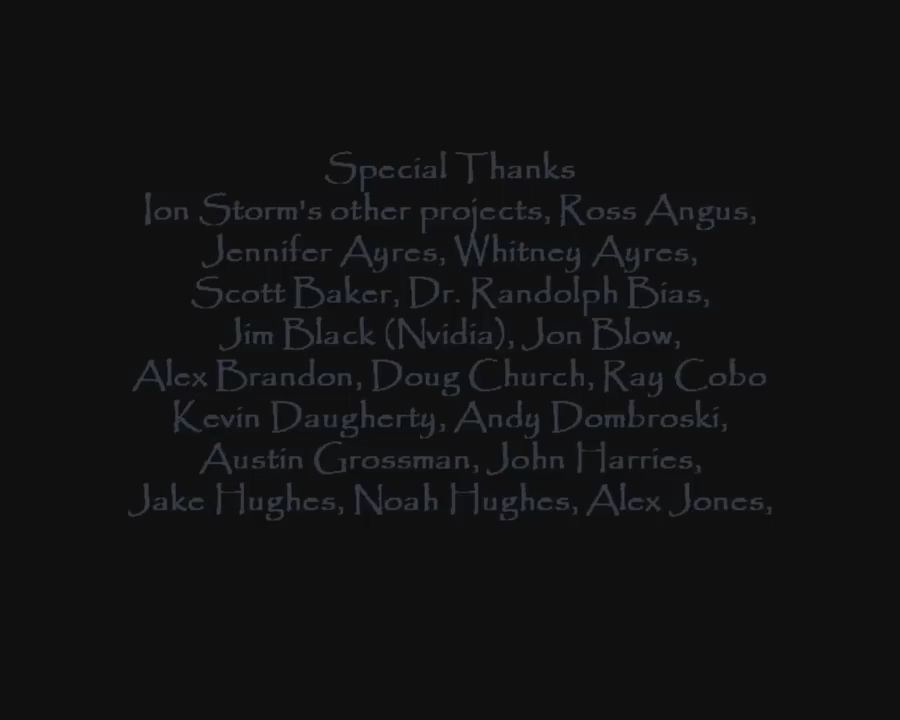 Special Thanks
Ion Storm's other projects, Ross Angus,
Jennifer Ayres, Whitney Ayres,
Scott Baker, Dr. Randolph Bias,
Jim Black (Nvidia), Jon Blow,
Alex Brandon, Doug Church, Ray Cobo
Kevin Daugherty, Andy Dombroski,
Austin Grossman, John Harries,
Jake Hughes, Noah Hughes, Alex Jones,